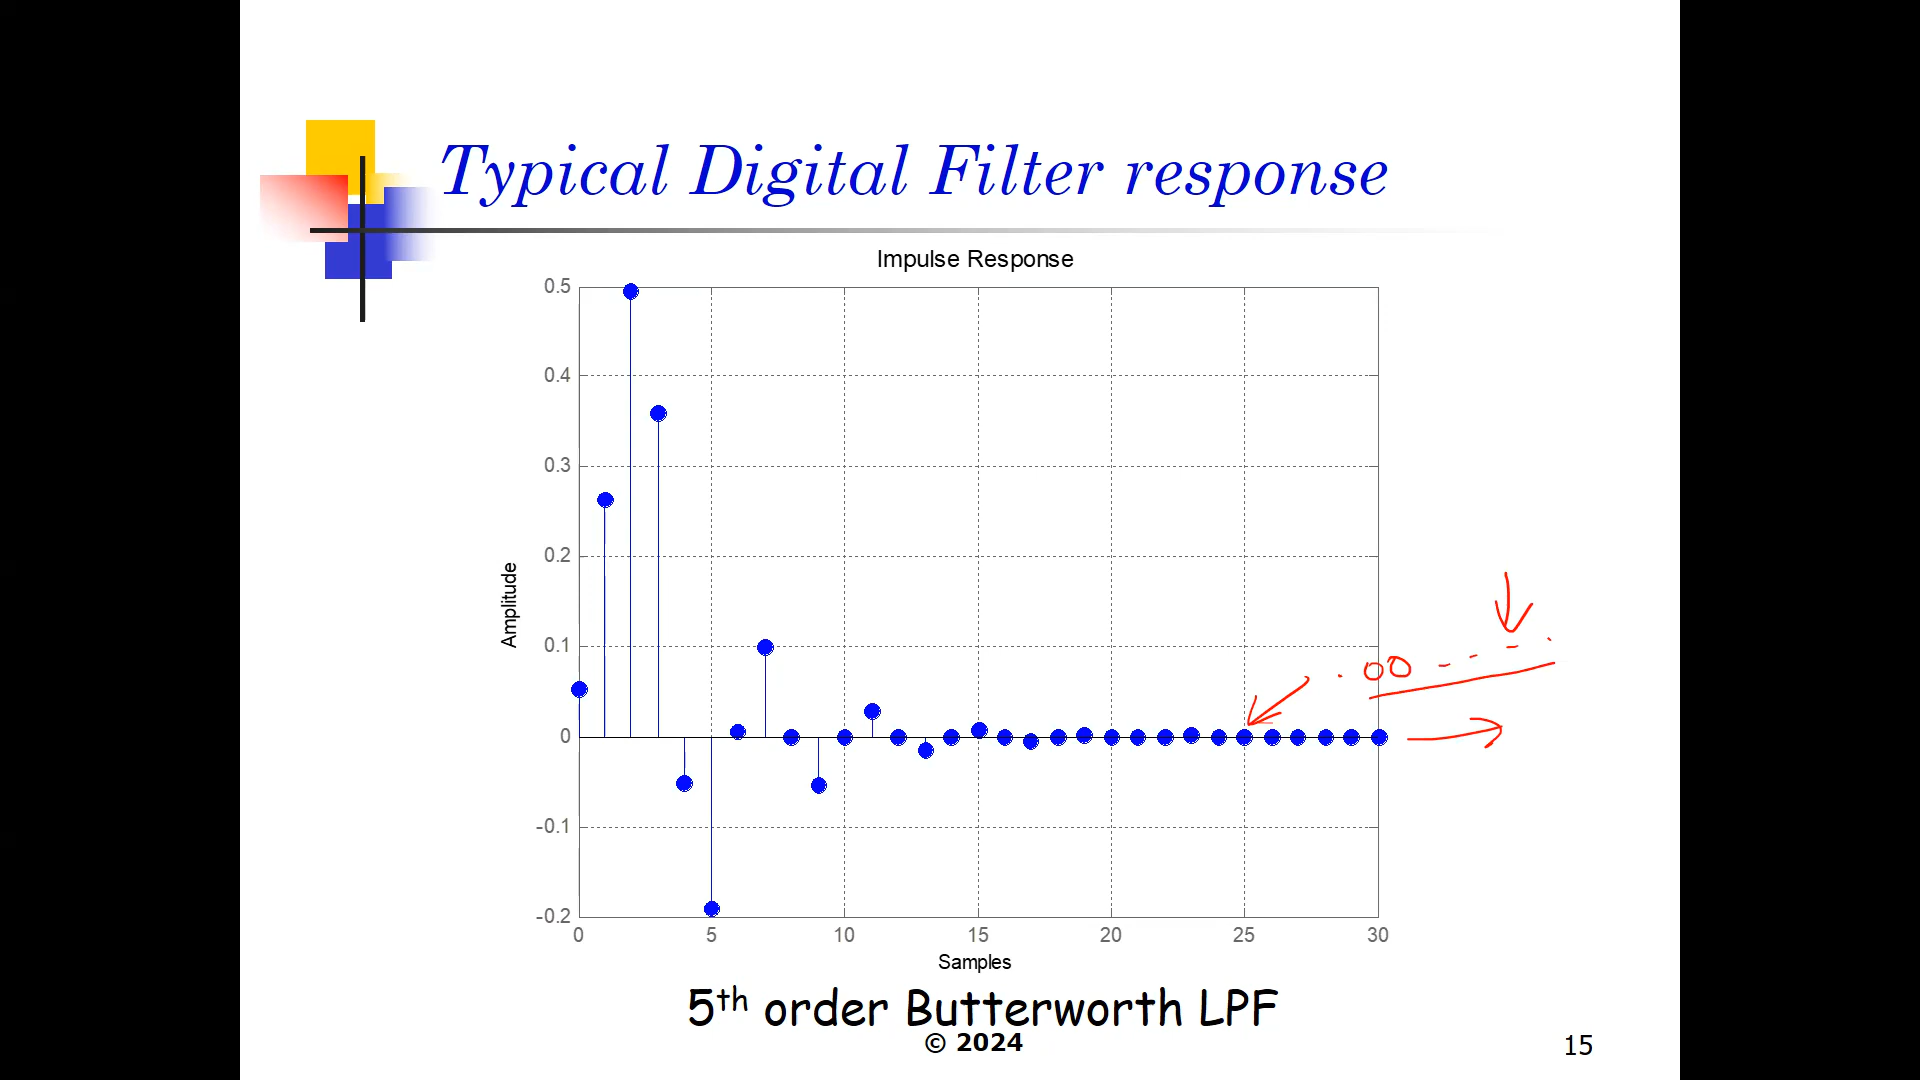 Typical Digital Filter response
Impulse Response
0.5
0.4
0.3
0.2
0.1
0
-0.1
-0.2
Amplitude
0 5 10 15 20 25 30
Samples
.00 - - - .
5th order Butterworth LPF
© 2024
15